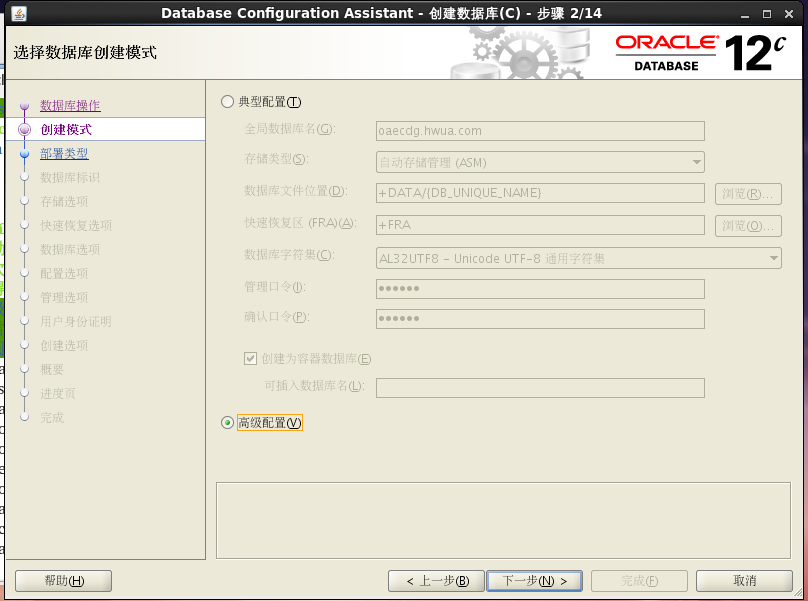 Database Configuration Assistant - 创建数据库(C) - 步骤 2/14
选择数据库创建模式
ORACLE®
DATABASE
12c
数据库操作
创建模式
部署类型
数据库标识
存储选项
快速恢复选项
数据库选项
配置选项
管理选项
用户身份证明
创建选项
概要
进度页
完成
典型配置(T)
全局数据库名(G): oaecdg.hwua.com
存储类型(S): 自动存储管理 (ASM)
数据库文件位置(D): +DATA/{DB_UNIQUE_NAME} 浏览(R)...
快速恢复区 (FRA)(A): +FRA 浏览(O)...
数据库字符集(C): AL32UTF8 - Unicode UTF-8 通用字符集
管理口令(I): ••••••
确认口令(P): ••••••
创建为容器数据库(E)
可插入数据库名(L):
高级配置(V)
帮助(H) < 上一步(B) 下一步(N) > 完成(F) 取消